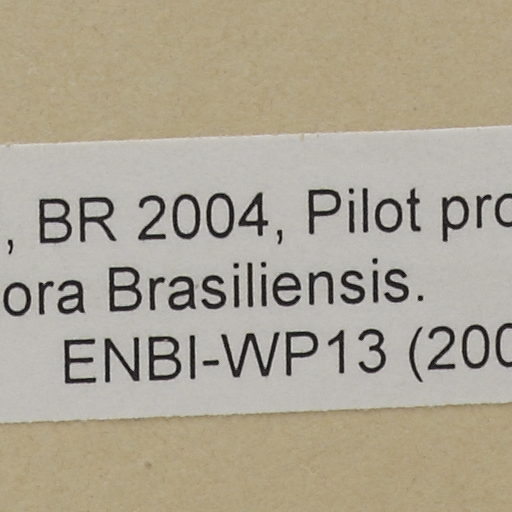 , BR 2004, Pilot pro
ora Brasiliensis.
ENBI-WP13 (200